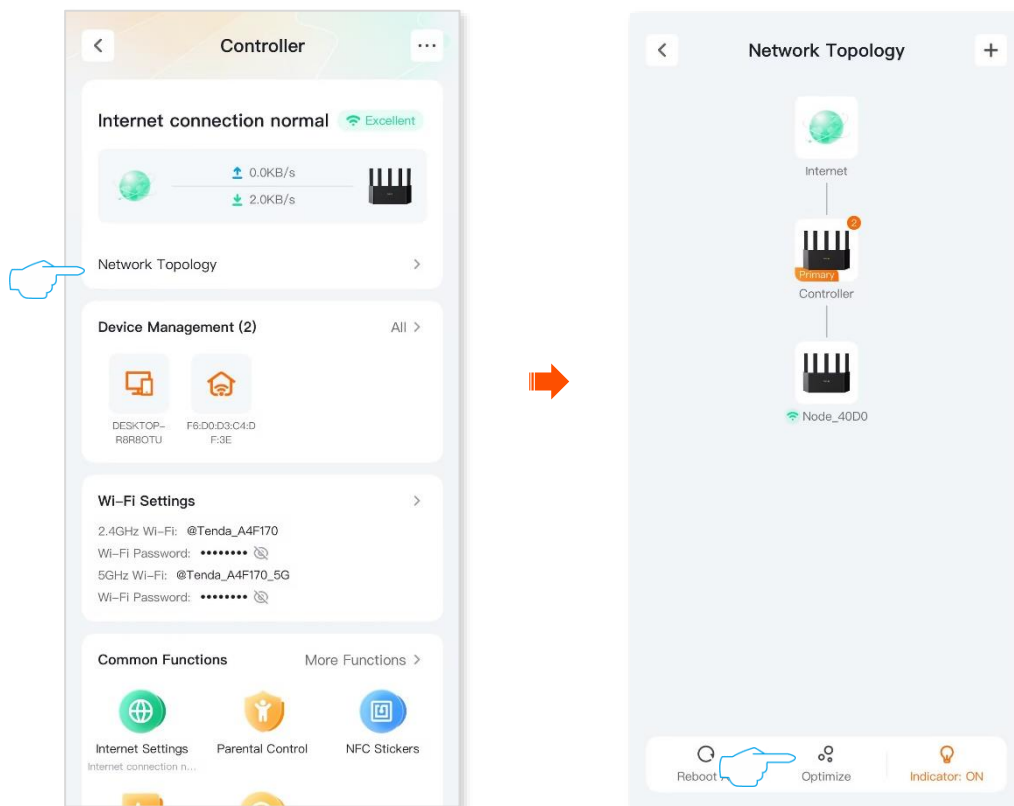 Controller
Internet connection normal
Excellent
0.0KB/s
2.0KB/s
Network Topology
Device Management (2)
All
DESKTOP-
R8R8OTU
F6:D0:D3:C4:D
F:3E
Wi-Fi Settings
2.4GHz Wi-Fi: @Tenda_A4F170
Wi-Fi Password: ••••••••
5GHz Wi-Fi: @Tenda_A4F170_5G
Wi-Fi Password: ••••••••
Common Functions
More Functions
Internet Settings
Internet connection n...
Parental Control
NFC Stickers
Network Topology
Internet
2
Primary
Controller
Node_40D0
Reboot
Optimize
Indicator: ON